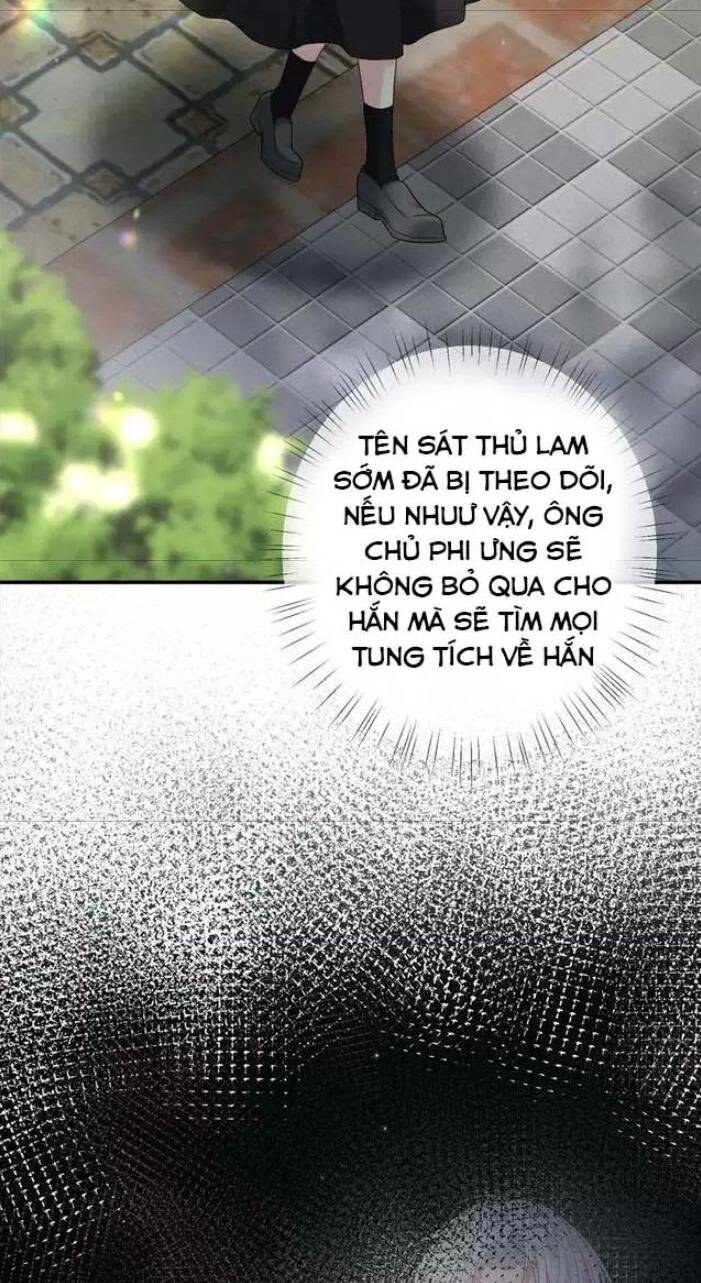 TÊN SÁT THỦ LAM
SỚM ĐÃ BỊ THEO DÕI,
NẾU NHUƯ VẬY, ÔNG
CHỦ PHI ƯNG SẼ
KHÔNG BỎ QUA CHO
HẮN MÀ SẼ TÌM MỌI
TUNG TÍCH VỀ HẮN